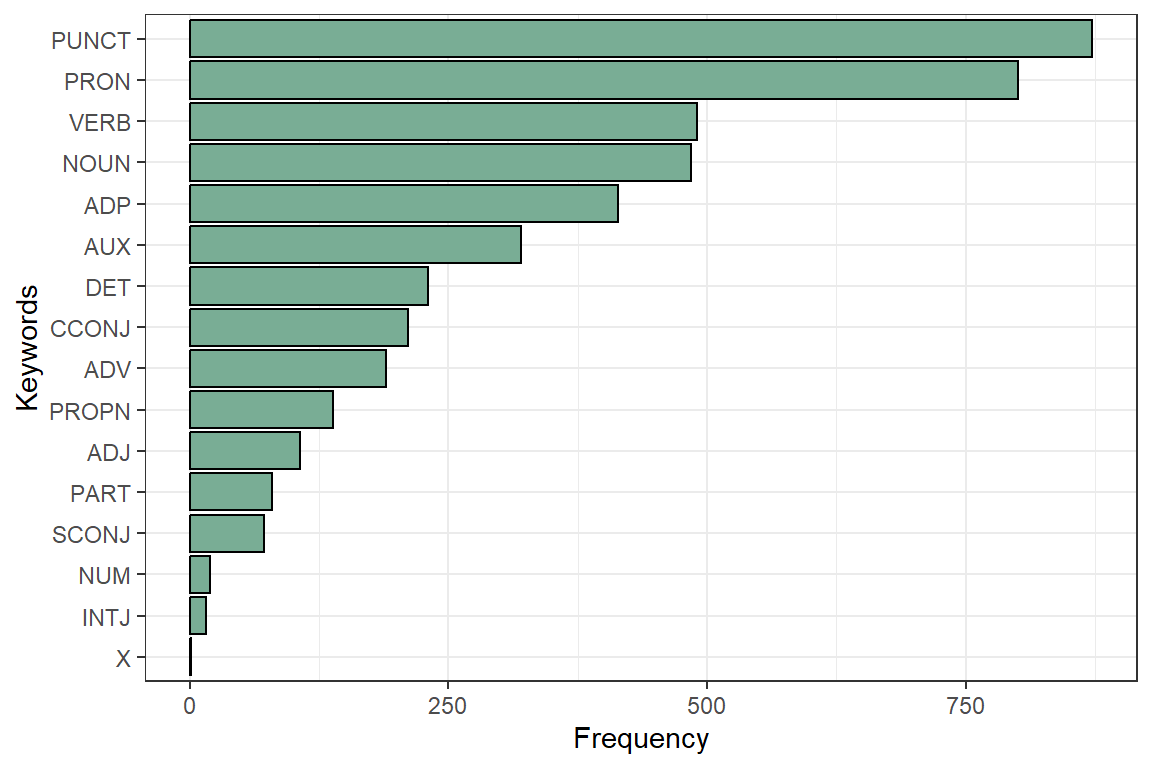 PUNCT
PRON
VERB
NOUN
ADP
AUX
DET
CCONJ
ADV
PROPN
ADJ
PART
SCONJ
NUM
INTJ
X
Keywords
0 250 500 750
Frequency